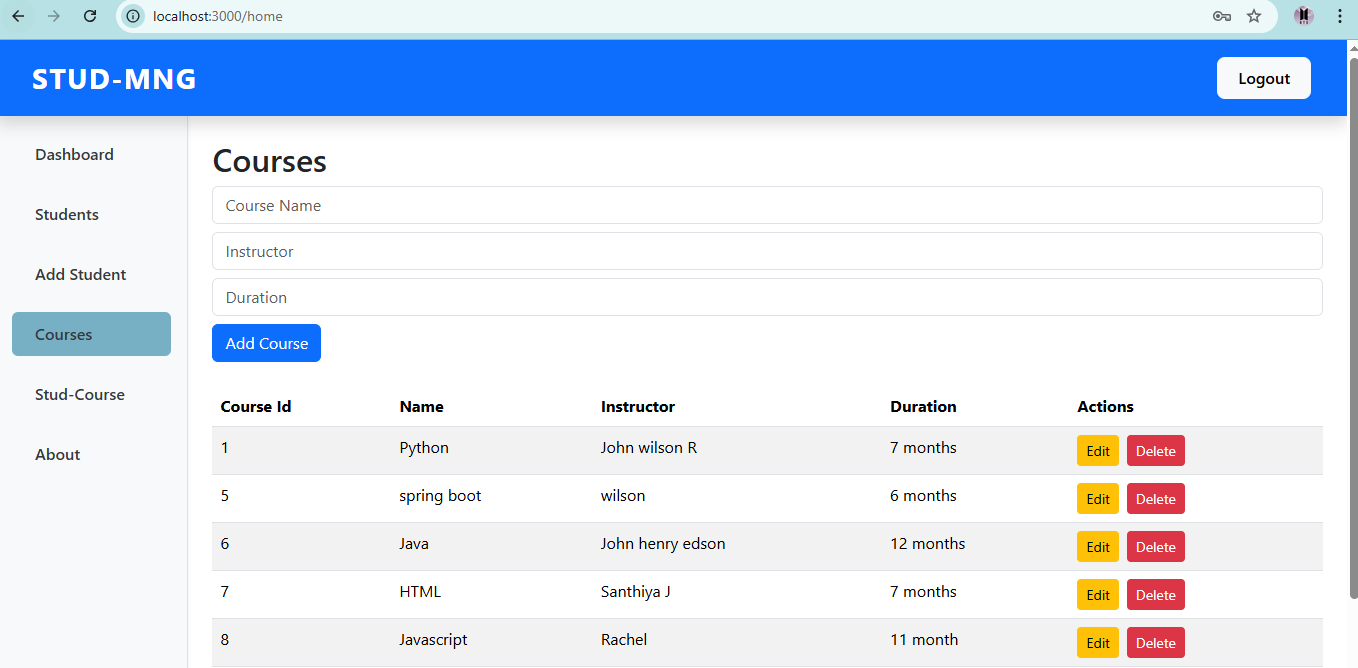 localhost:3000/home
STUD-MNG
Logout
Dashboard
Students
Add Student
Courses
Stud-Course
About
Courses
Course Name
Instructor
Duration
Add Course
Course Id Name Instructor Duration Actions
1 Python John wilson R 7 months Edit Delete
5 spring boot wilson 6 months Edit Delete
6 Java John henry edson 12 months Edit Delete
7 HTML Santhiya J 7 months Edit Delete
8 Javascript Rachel 11 month Edit Delete